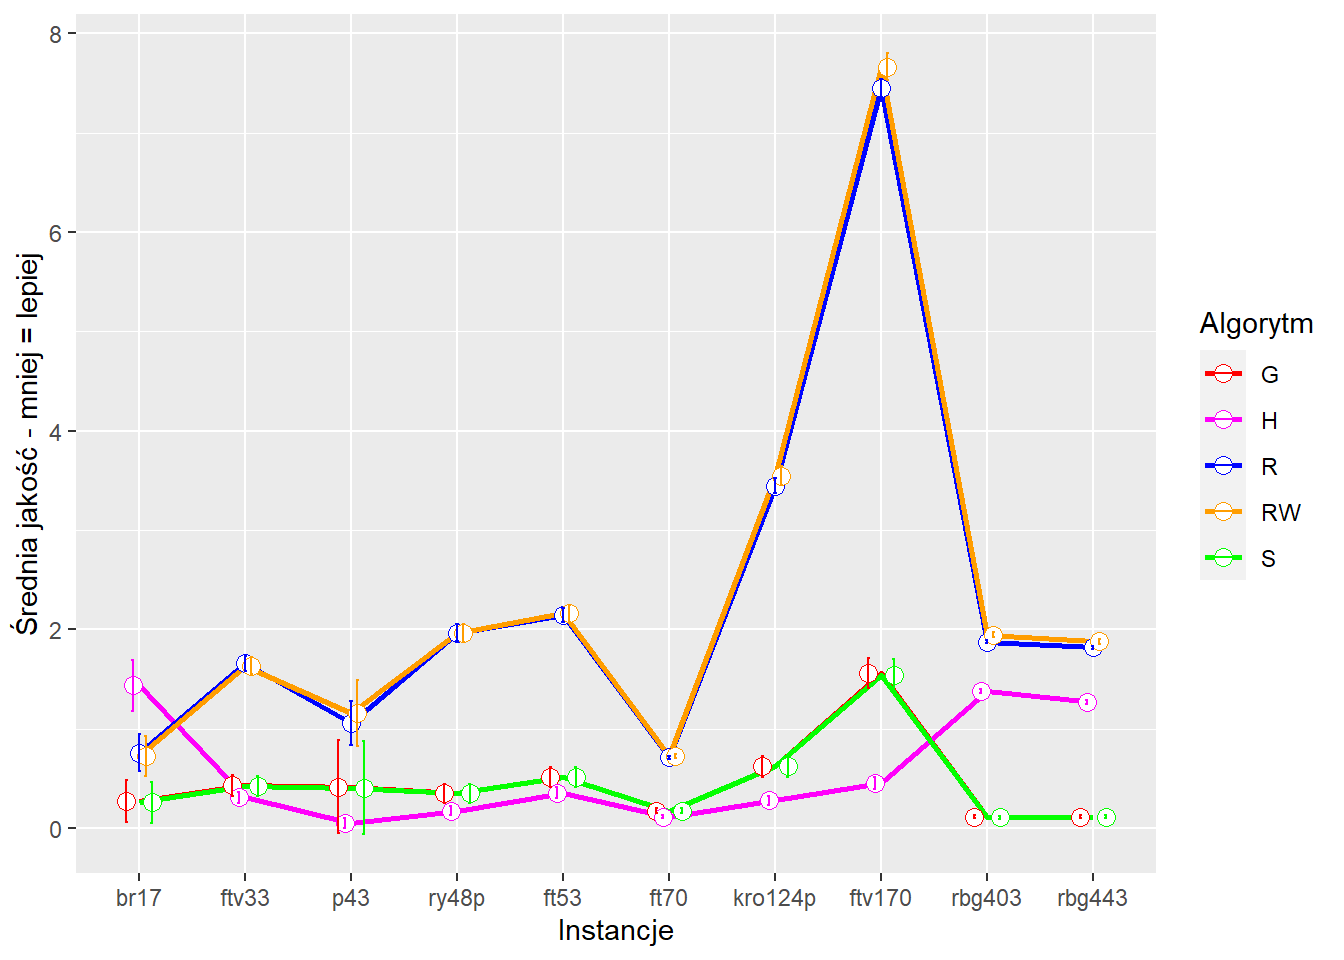 8
6
4
2
0
Średnia jakość - mniej = lepiej
br17 ftv33 p43 ry48p ft53 ft70 kro124p ftv170 rbg403 rbg443
Instancje
Algorytm
G
H
R
RW
S